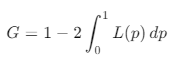 G = 1 − 2 ∫₀¹ L(p) dp